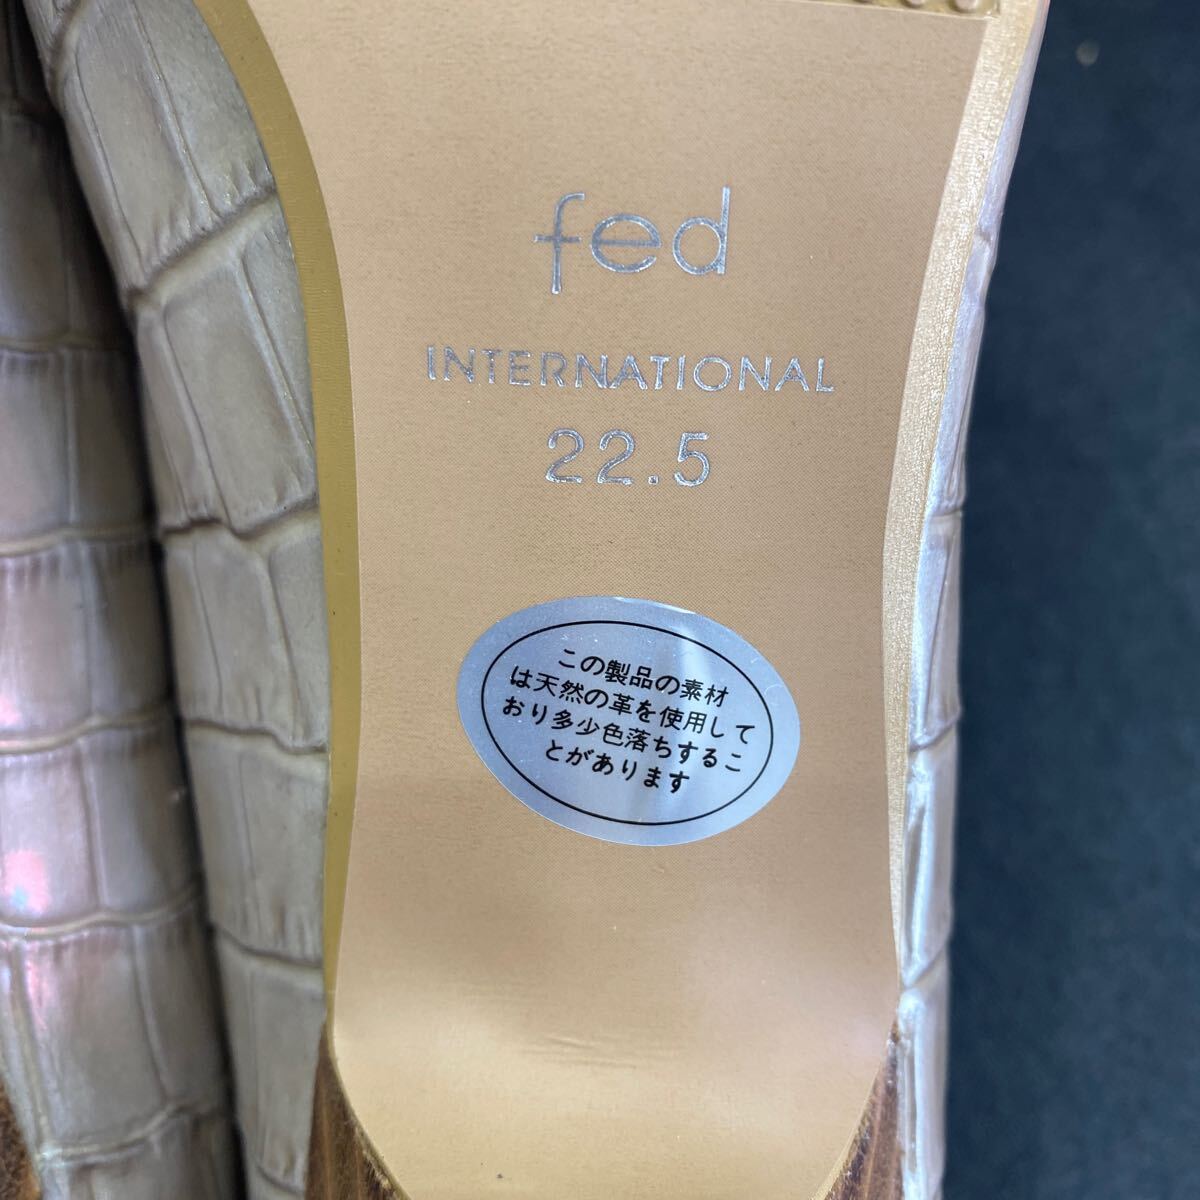 fed
INTERNATIONAL
22.5
この製品の素材
は天然の革を使用して
おり多少色落ちするこ
とがあります